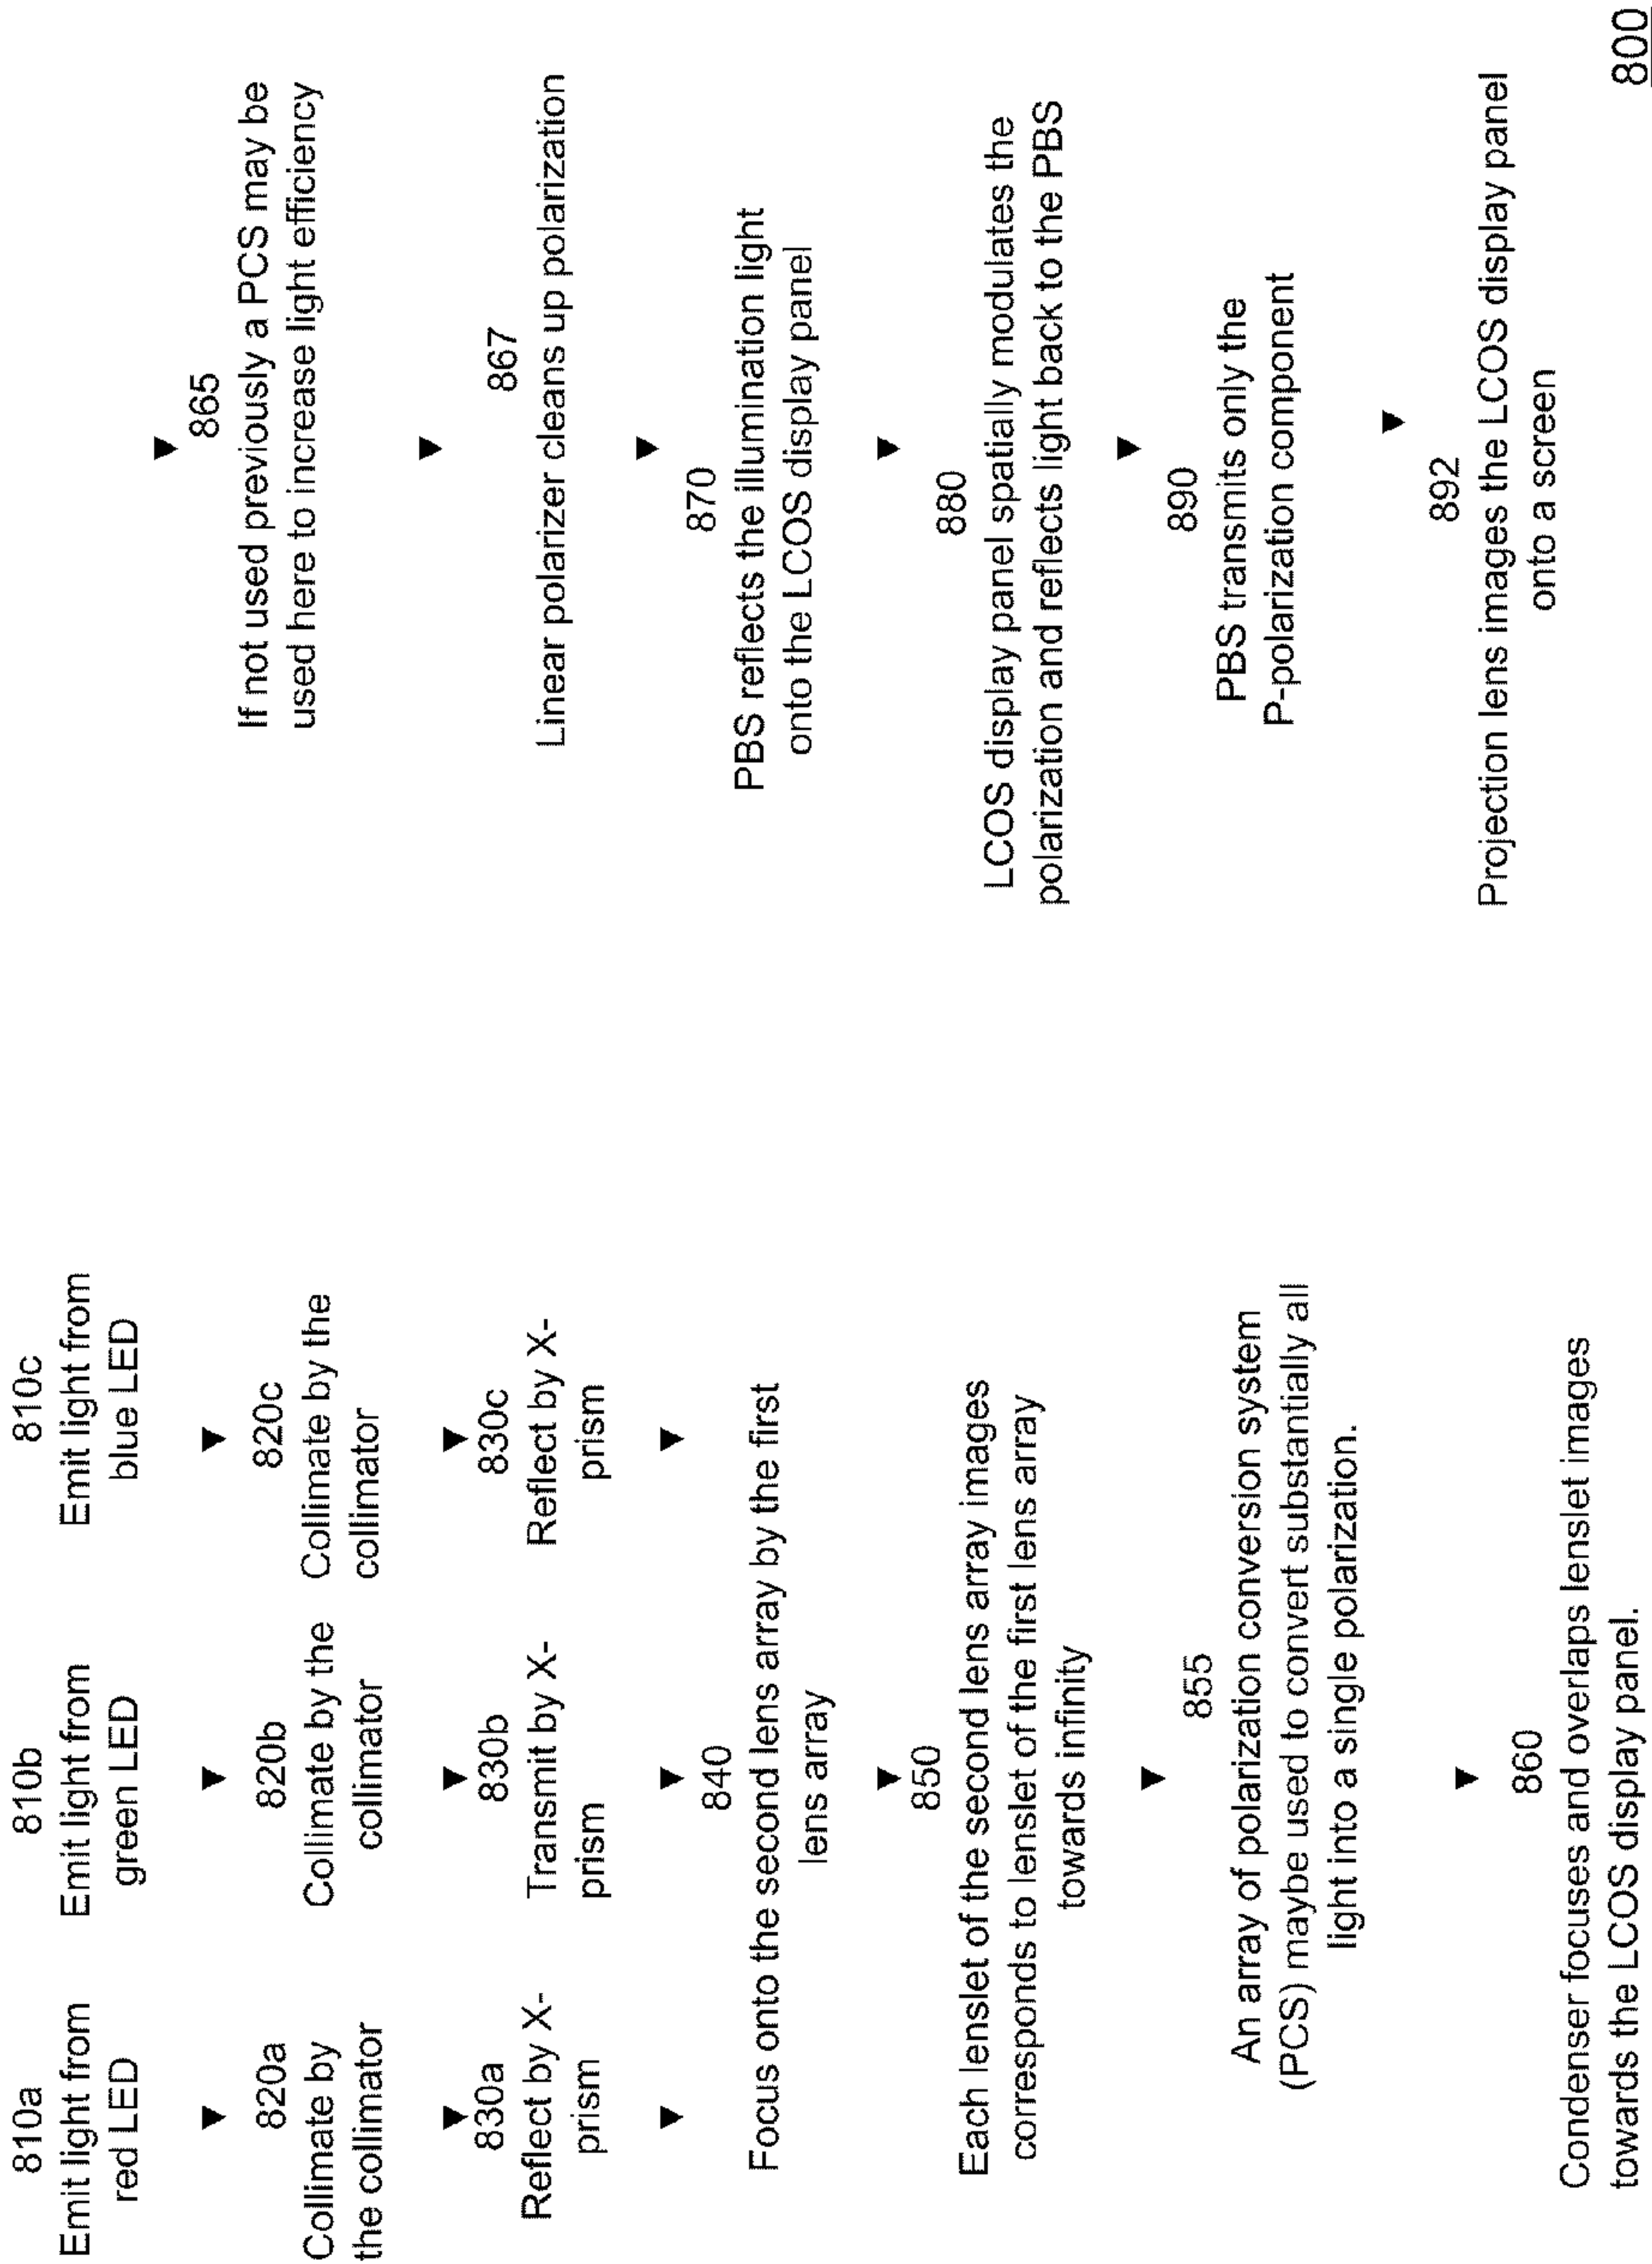 810a
Emit light from
red LED
810b
Emit light from
green LED
810c
Emit light from
blue LED
820a
Collimate by
the collimator
820b
Collimate by the
collimator
820c
Collimate by the
collimator
830a
Reflect by X-
prism
830b
Transmit by X-
prism
830c
Reflect by X-
prism
840
Focus onto the second lens array by the first
lens array
850
Each lenslet of the second lens array images
corresponds to lenslet of the first lens array
towards infinity
855
An array of polarization conversion system
(PCS) maybe used to convert substantially all
light into a single polarization.
860
Condenser focuses and overlaps lenslet images
towards the LCOS display panel.
865
If not used previously a PCS may be
used here to increase light efficiency
867
Linear polarizer cleans up polarization
870
PBS reflects the illumination light
onto the LCOS display panel
880
LCOS display panel spatially modulates the
polarization and reflects light back to the PBS
890
PBS transmits only the
P-polarization component
892
Projection lens images the LCOS display panel
onto a screen
800